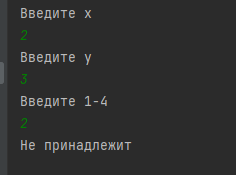 Введите x
2
Введите y
3
Введите 1-4
2
Не принадлежит